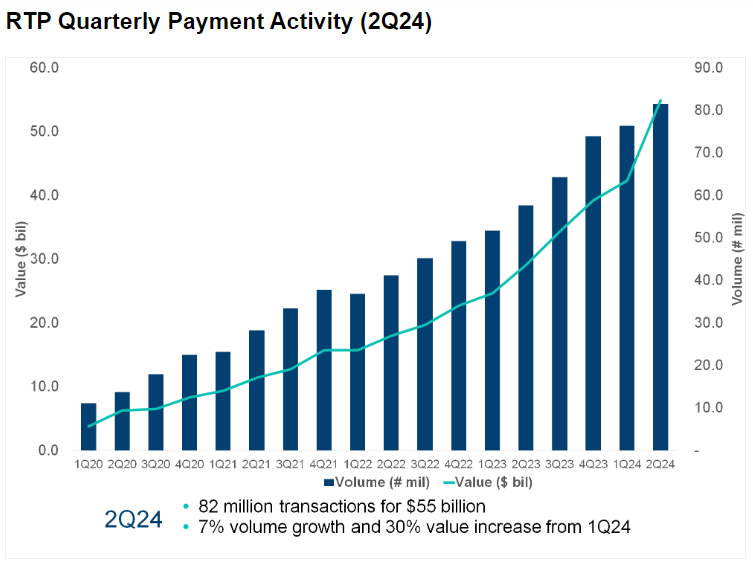 RTP Quarterly Payment Activity (2Q24)
60.0
50.0
40.0
30.0
20.0
10.0
0.0
Value ($ bil)
90.0
80.0
70.0
60.0
50.0
40.0
30.0
20.0
10.0
-
Volume (# mil)
1Q20 2Q20 3Q20 4Q20 1Q21 2Q21 3Q21 4Q21 1Q22 2Q22 3Q22 4Q22 1Q23 2Q23 3Q23 4Q23 1Q24 2Q24
Volume (# mil) Value ($ bil)
2Q24
• 82 million transactions for $55 billion
• 7% volume growth and 30% value increase from 1Q24